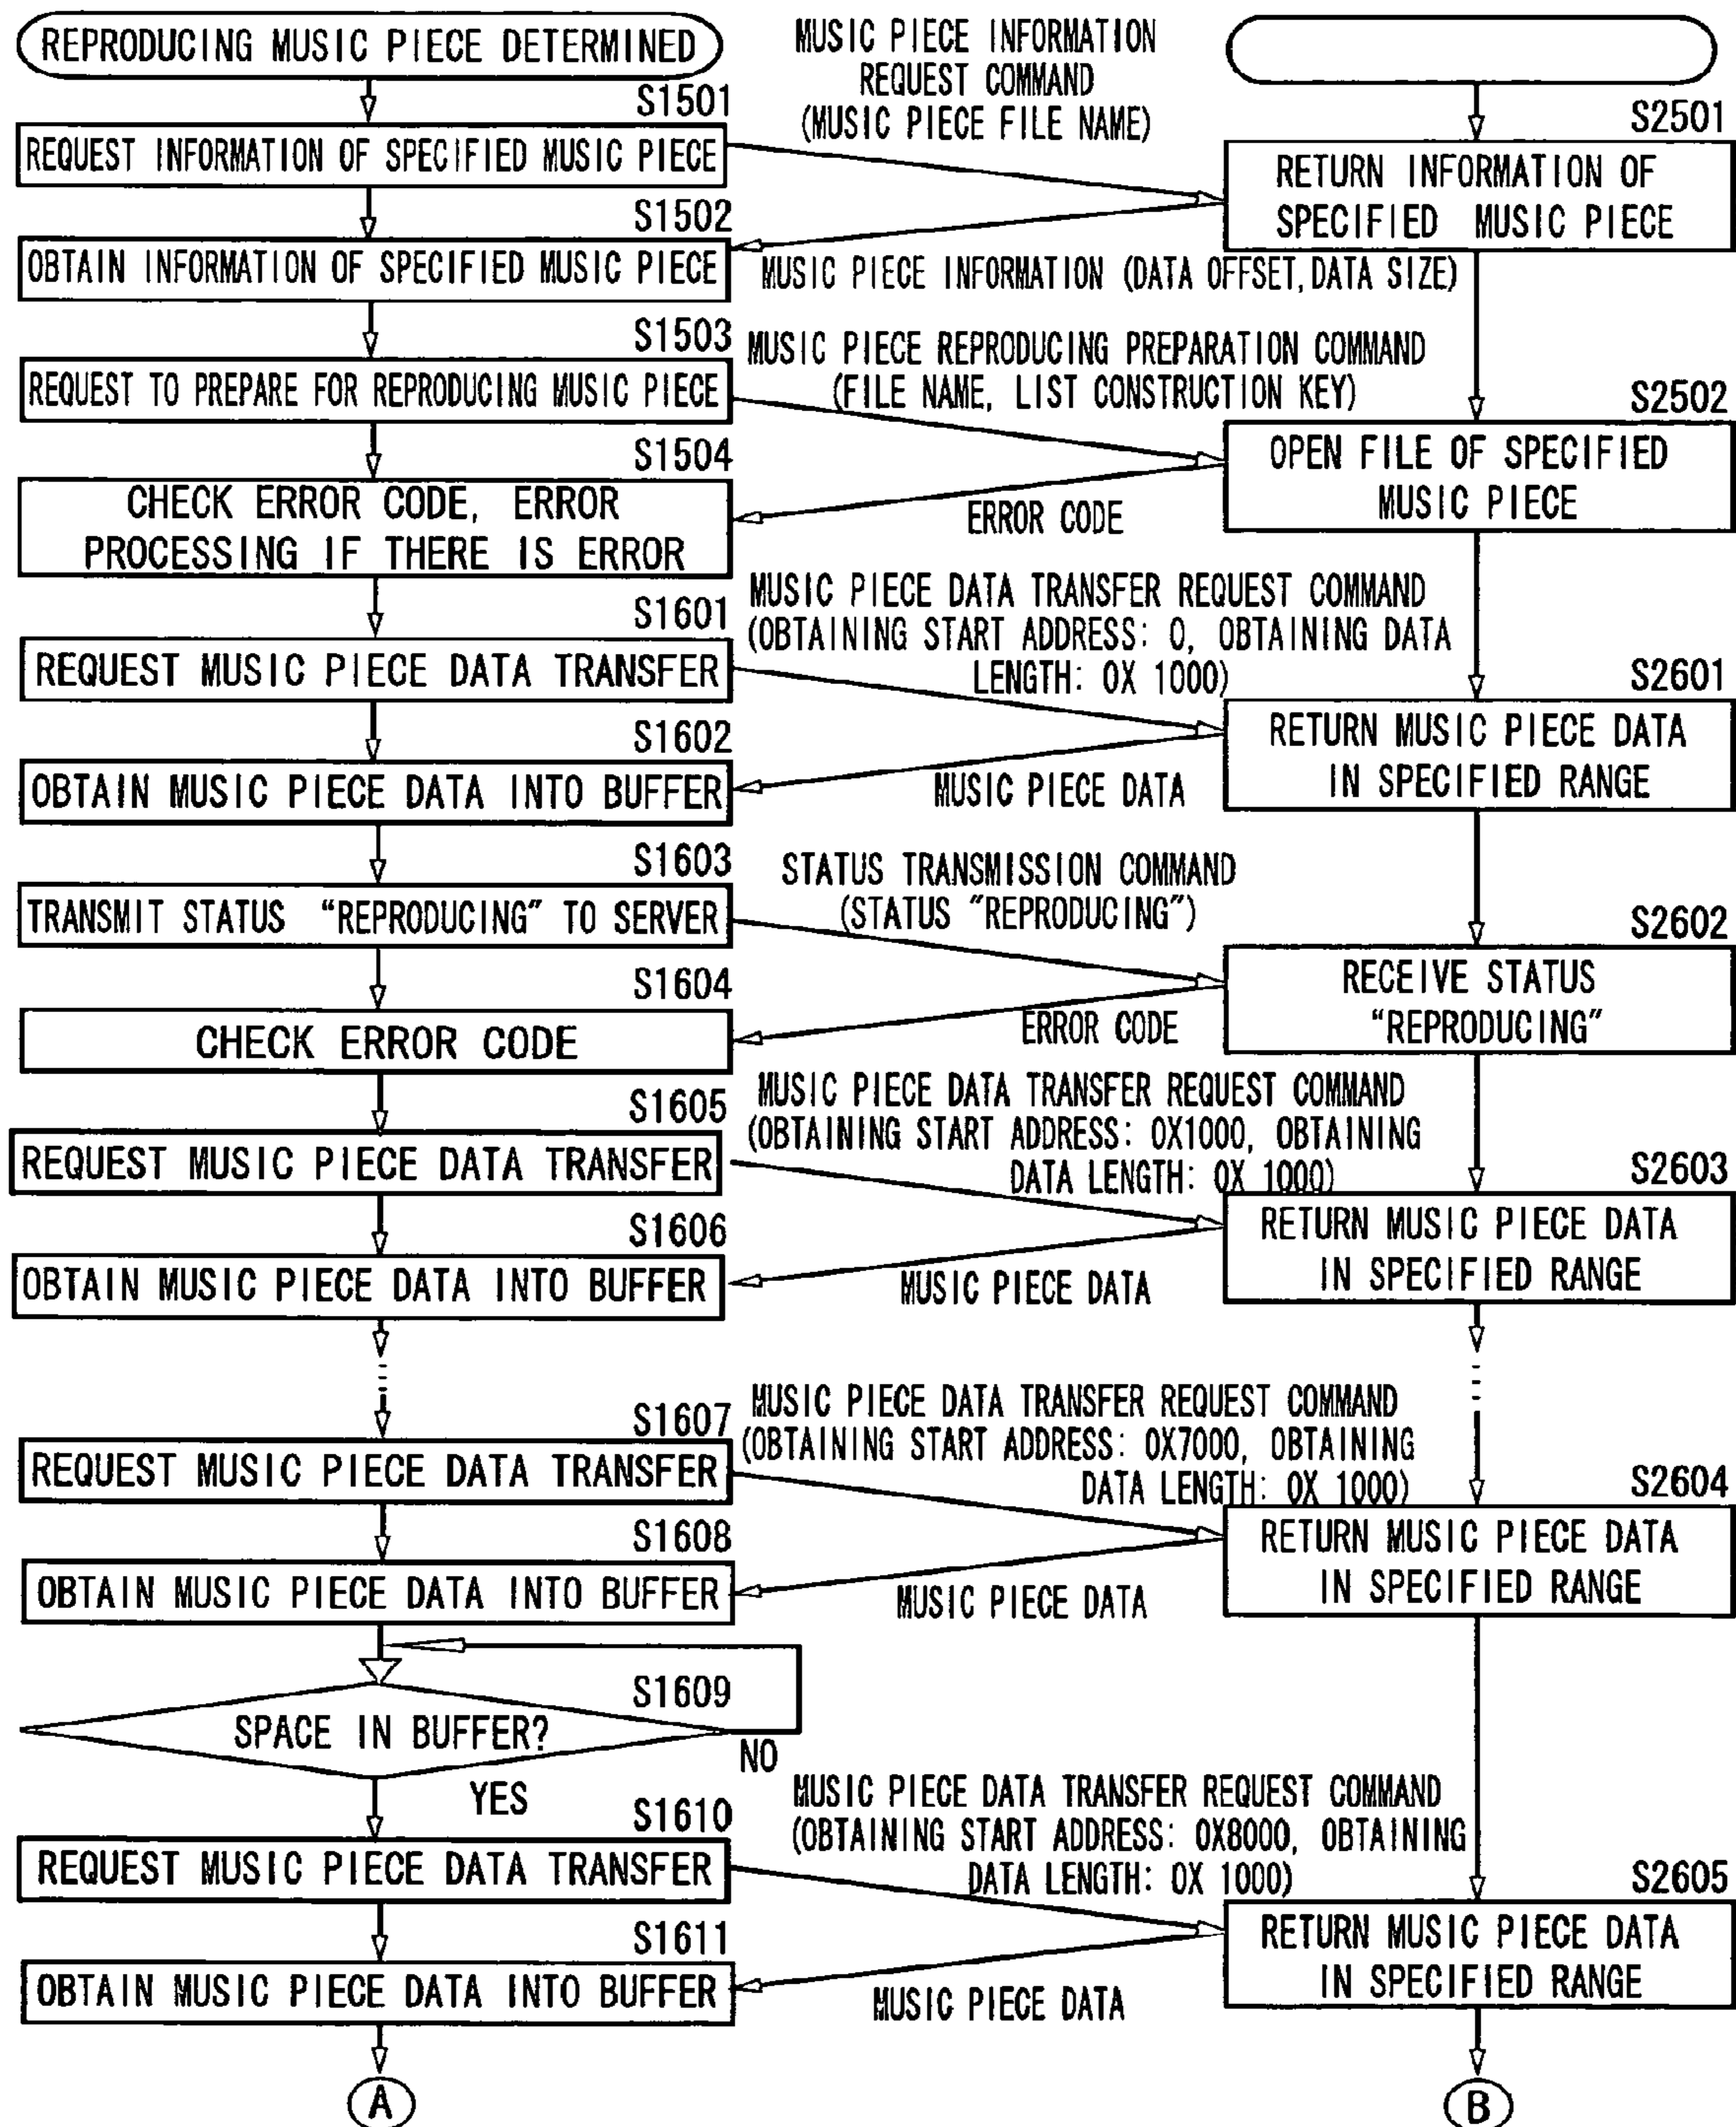 REPRODUCING MUSIC PIECE DETERMINED
MUSIC PIECE INFORMATION
REQUEST COMMAND
(MUSIC PIECE FILE NAME)
S1501
REQUEST INFORMATION OF SPECIFIED MUSIC PIECE
S2501
RETURN INFORMATION OF
SPECIFIED MUSIC PIECE
S1502
OBTAIN INFORMATION OF SPECIFIED MUSIC PIECE
MUSIC PIECE INFORMATION (DATA OFFSET, DATA SIZE)
S1503
REQUEST TO PREPARE FOR REPRODUCING MUSIC PIECE
MUSIC PIECE REPRODUCING PREPARATION COMMAND
(FILE NAME, LIST CONSTRUCTION KEY)
S2502
OPEN FILE OF SPECIFIED
MUSIC PIECE
S1504
CHECK ERROR CODE, ERROR
PROCESSING IF THERE IS ERROR
ERROR CODE
S1601
REQUEST MUSIC PIECE DATA TRANSFER
MUSIC PIECE DATA TRANSFER REQUEST COMMAND
(OBTAINING START ADDRESS: 0, OBTAINING DATA
LENGTH: 0X 1000)
S2601
RETURN MUSIC PIECE DATA
IN SPECIFIED RANGE
S1602
OBTAIN MUSIC PIECE DATA INTO BUFFER
MUSIC PIECE DATA
S1603
TRANSMIT STATUS “REPRODUCING” TO SERVER
STATUS TRANSMISSION COMMAND
(STATUS "REPRODUCING")
S2602
RECEIVE STATUS
“REPRODUCING”
S1604
CHECK ERROR CODE
ERROR CODE
S1605
REQUEST MUSIC PIECE DATA TRANSFER
MUSIC PIECE DATA TRANSFER REQUEST COMMAND
(OBTAINING START ADDRESS: 0X1000, OBTAINING
DATA LENGTH: 0X 1000)
S2603
RETURN MUSIC PIECE DATA
IN SPECIFIED RANGE
S1606
OBTAIN MUSIC PIECE DATA INTO BUFFER
MUSIC PIECE DATA
S1607
REQUEST MUSIC PIECE DATA TRANSFER
MUSIC PIECE DATA TRANSFER REQUEST COMMAND
(OBTAINING START ADDRESS: 0X7000, OBTAINING
DATA LENGTH: 0X 1000)
S2604
RETURN MUSIC PIECE DATA
IN SPECIFIED RANGE
S1608
OBTAIN MUSIC PIECE DATA INTO BUFFER
MUSIC PIECE DATA
S1609
SPACE IN BUFFER?
NO
YES
S1610
REQUEST MUSIC PIECE DATA TRANSFER
MUSIC PIECE DATA TRANSFER REQUEST COMMAND
(OBTAINING START ADDRESS: 0X8000, OBTAINING
DATA LENGTH: 0X 1000)
S2605
RETURN MUSIC PIECE DATA
IN SPECIFIED RANGE
S1611
OBTAIN MUSIC PIECE DATA INTO BUFFER
MUSIC PIECE DATA
A
B